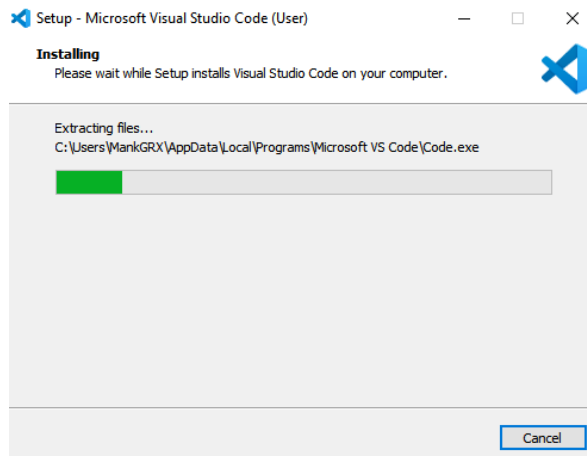 Setup - Microsoft Visual Studio Code (User)
Installing
Please wait while Setup installs Visual Studio Code on your computer.
Extracting files...
C:\Users\MankGRX\AppData\Local\Programs\Microsoft VS Code\Code.exe
Cancel